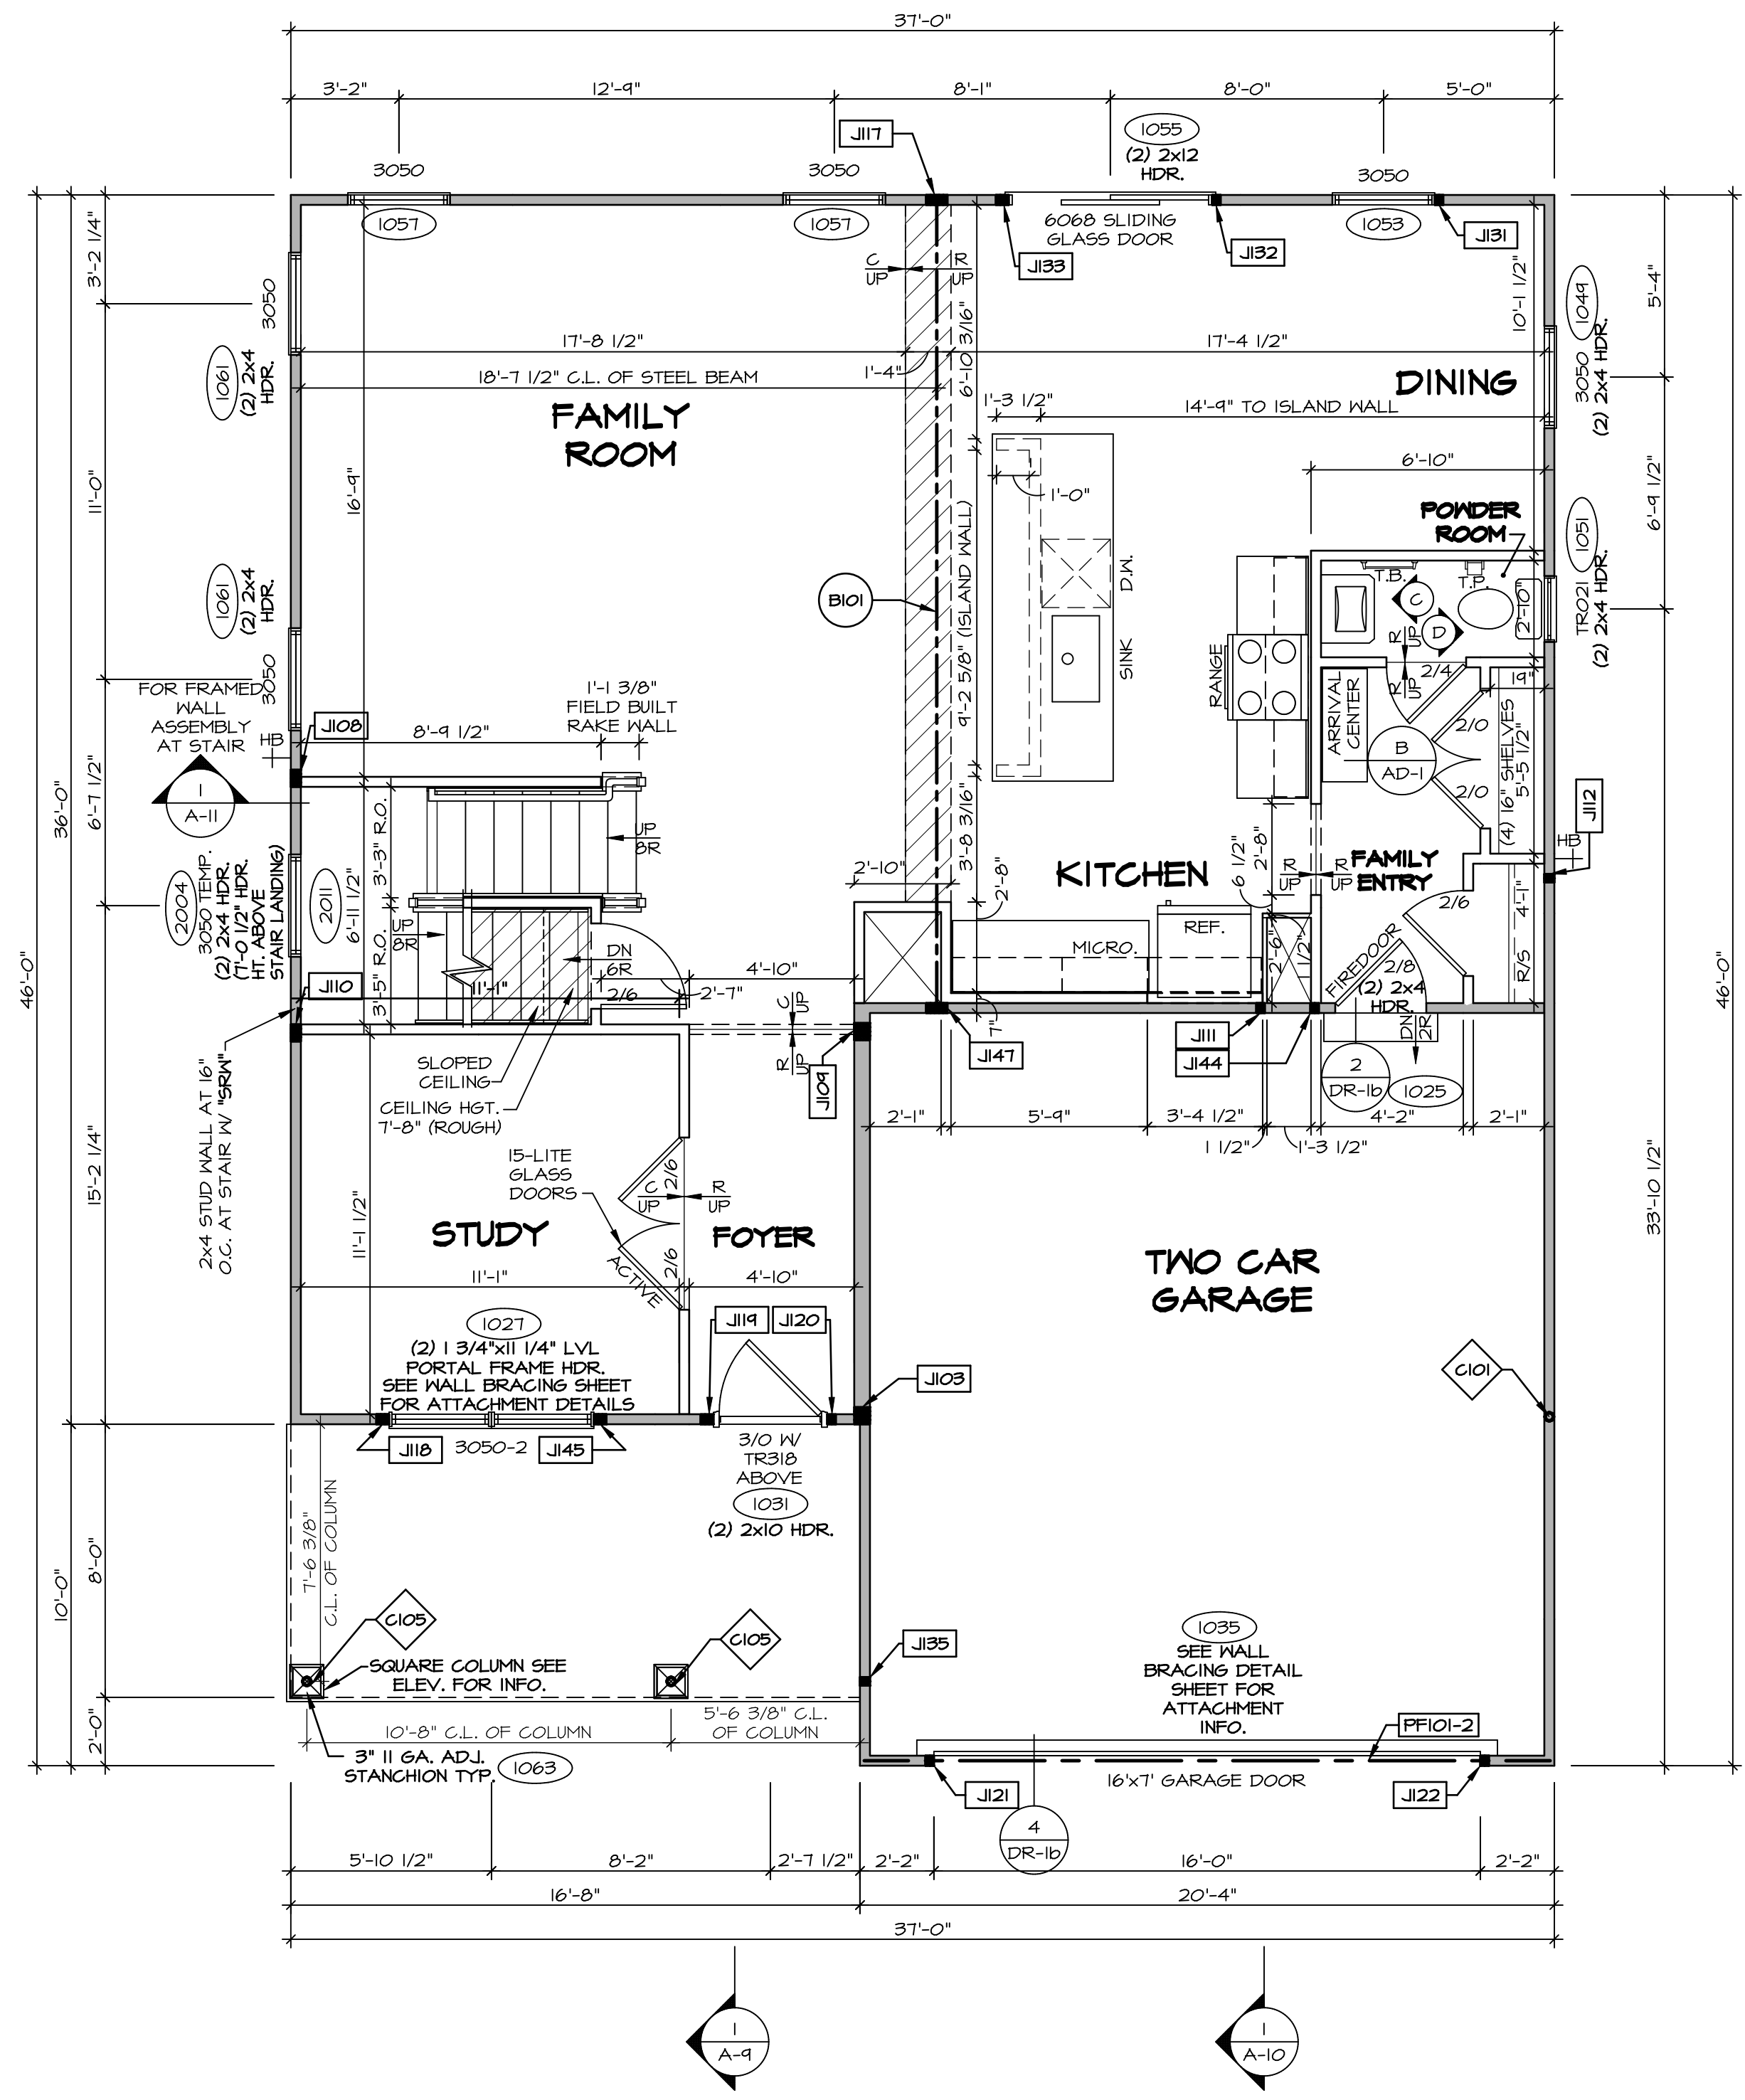 37'-0"
3'-2"
12'-9"
8'-1"
8'-0"
5'-0"
J117
1055
(2) 2x12
HDR.
3050
3050
3050
1057
1057
6068 SLIDING
GLASS DOOR
1053
J131
J133
J132
C
UP
R
UP
3'-2 1/4"
3050
1061
(2) 2x4
HDR.
11'-0"
1061
(2) 2x4
HDR.
3050
17'-8 1/2"
1'-4"
6'-10 3/16"
17'-4 1/2"
10'-1 1/2"
18'-7 1/2" C.L. OF STEEL BEAM
FAMILY
ROOM
16'-9"
DINING
1'-3 1/2"
14'-9" TO ISLAND WALL
1049
3050
(2) 2x4 HDR.
5'-4"
6'-10"
1'-0"
POWDER
ROOM
1051
TR021
(2) 2x4 HDR.
6'-9 1/2"
B101
9'-2 5/8" (ISLAND WALL)
D.W.
SINK
RANGE
T.B.
T.P.
C
D
2'-10"
R
UP
R
UP
2/4
19"
ARRIVAL
CENTER
B
AD-1
2/0
2/0
(4) 16" SHELVES
5'-5 1/2"
FOR FRAMED
WALL
ASSEMBLY
AT STAIR
HB
J108
1
A-11
8'-9 1/2"
1'-1 3/8"
FIELD BUILT
RAKE WALL
UP
8R
3'-3" R.O.
6'-11 1/2"
3'-5" R.O.
36'-0"
46'-0"
6'-7 1/2"
2004
3050 TEMP.
(2) 2x4 HDR.
(7'-0 1/2" HDR.
HT. ABOVE
STAIR LANDING)
2011
J110
UP
8R
DN
6R
11'-1"
2/6
2'-7"
4'-10"
2'-10"
3'-8 3/16"
2'-8"
KITCHEN
MICRO.
REF.
7"
6 1/2"
2'-8"
R
UP
R
UP
FAMILY
ENTRY
2'-6"
1/2"
2/6
FIREDOOR
2/8
(2) 2x4
HDR.
4'-1"
R/S
HB
J112
46'-0"
C
UP
R
UP
J109
J147
J111
J144
DN
2R
2
DR-1b
1025
SLOPED
CEILING
CEILING HGT.
7'-8" (ROUGH)
2x4 STUD WALL AT 16"
O.C. AT STAIR W/ "SRW"
2'-1"
5'-9"
3'-4 1/2"
4'-2"
2'-1"
1 1/2"
1'-3 1/2"
15'-2 1/4"
33'-10 1/2"
15-LITE
GLASS
DOORS
2/6
C
UP
R
UP
2/6
ACTIVE
STUDY
FOYER
11'-1 1/2"
11'-1"
4'-10"
TWO CAR
GARAGE
1027
(2) 1 3/4"x11 1/4" LVL
PORTAL FRAME HDR.
SEE WALL BRACING SHEET
FOR ATTACHMENT DETAILS
J119
J120
J103
C101
J118
3050-2
J145
3/0 W/
TR318
ABOVE
1031
(2) 2x10 HDR.
7'-6 3/8"
C.L. OF COLUMN
8'-0"
10'-0"
2'-0"
C105
C105
J135
SQUARE COLUMN SEE
ELEV. FOR INFO.
1035
SEE WALL
BRACING DETAIL
SHEET FOR
ATTACHMENT
INFO.
5'-6 3/8" C.L.
OF COLUMN
10'-8" C.L. OF COLUMN
3" 11 GA. ADJ.
STANCHION TYP.
1063
PF101-2
16'x7' GARAGE DOOR
J121
J122
4
DR-1b
5'-10 1/2"
8'-2"
2'-7 1/2"
2'-2"
16'-0"
2'-2"
16'-8"
20'-4"
37'-0"
1
A-9
1
A-10